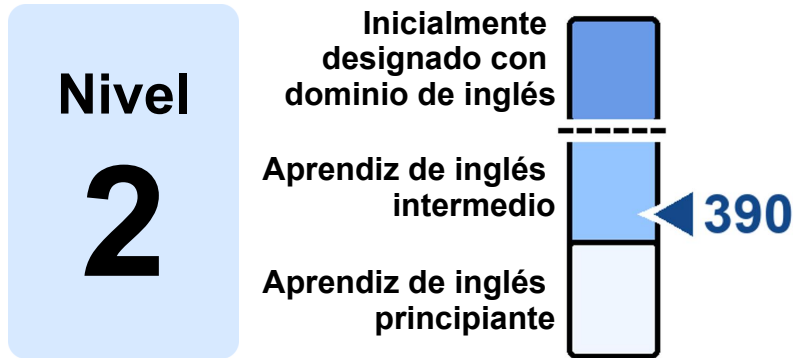 Nivel
2
Inicialmente
designado con
dominio de inglés
Aprendiz de inglés
intermedio
390
Aprendiz de inglés
principiante